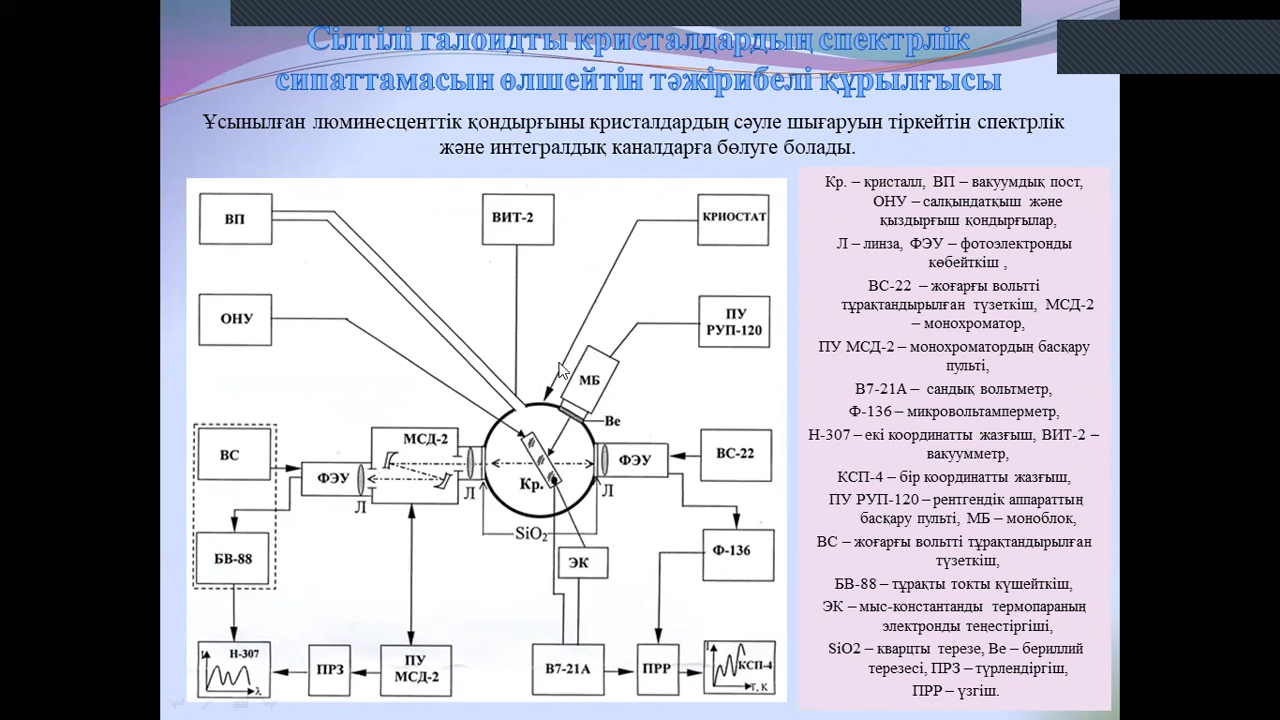 Сілтілі галоидты кристалдардың спектрлік
сипаттамасын өлшейтін тәжірибелі құрылғысы
Ұсынылған люминесценттік қондырғыны кристалдардың сәуле шығаруын тіркейтін спектрлік
және интегралдық каналдарға бөлуге болады.
ВП
ВИТ-2
КРИОСТАТ
ОНУ
ПУ
РУП-120
МБ
Ве
ВС
МСД-2
ФЭУ
Л
Л
Кр.
ФЭУ
Л
ВС-22
SiO2
БВ-88
ЭК
Ф-136
I
Н-307
λ
ПРЗ
ПУ
МСД-2
В7-21А
ПРР
I
КСП-4
Т, К
Кр. – кристалл, ВП – вакуумдық пост,
ОНУ – салқындатқыш және
қыздырғыш қондырғылар,
Л – линза, ФЭУ – фотоэлектронды
көбейткіш ,
ВС-22 – жоғарғы вольтті
тұрақтандырылған түзеткіш, МСД-2
– монохроматор,
ПУ МСД-2 – монохроматордың басқару
пульті,
В7-21А – сандық вольтметр,
Ф-136 – микровольтамперметр,
Н-307 – екі координатты жазғыш, ВИТ-2 –
вакуумметр,
КСП-4 – бір координатты жазғыш,
ПУ РУП-120 – рентгендік аппараттың
басқару пульті, МБ – моноблок,
ВС – жоғарғы вольтті тұрақтандырылған
түзеткіш,
БВ-88 – тұрақты токты күшейткіш,
ЭК – мыс-константанды термопараның
электронды теңестіргіші,
SiO2 – кварцты терезе, Ве – бериллий
терезесі, ПРЗ – түрлендіргіш,
ПРР – үзгіш.